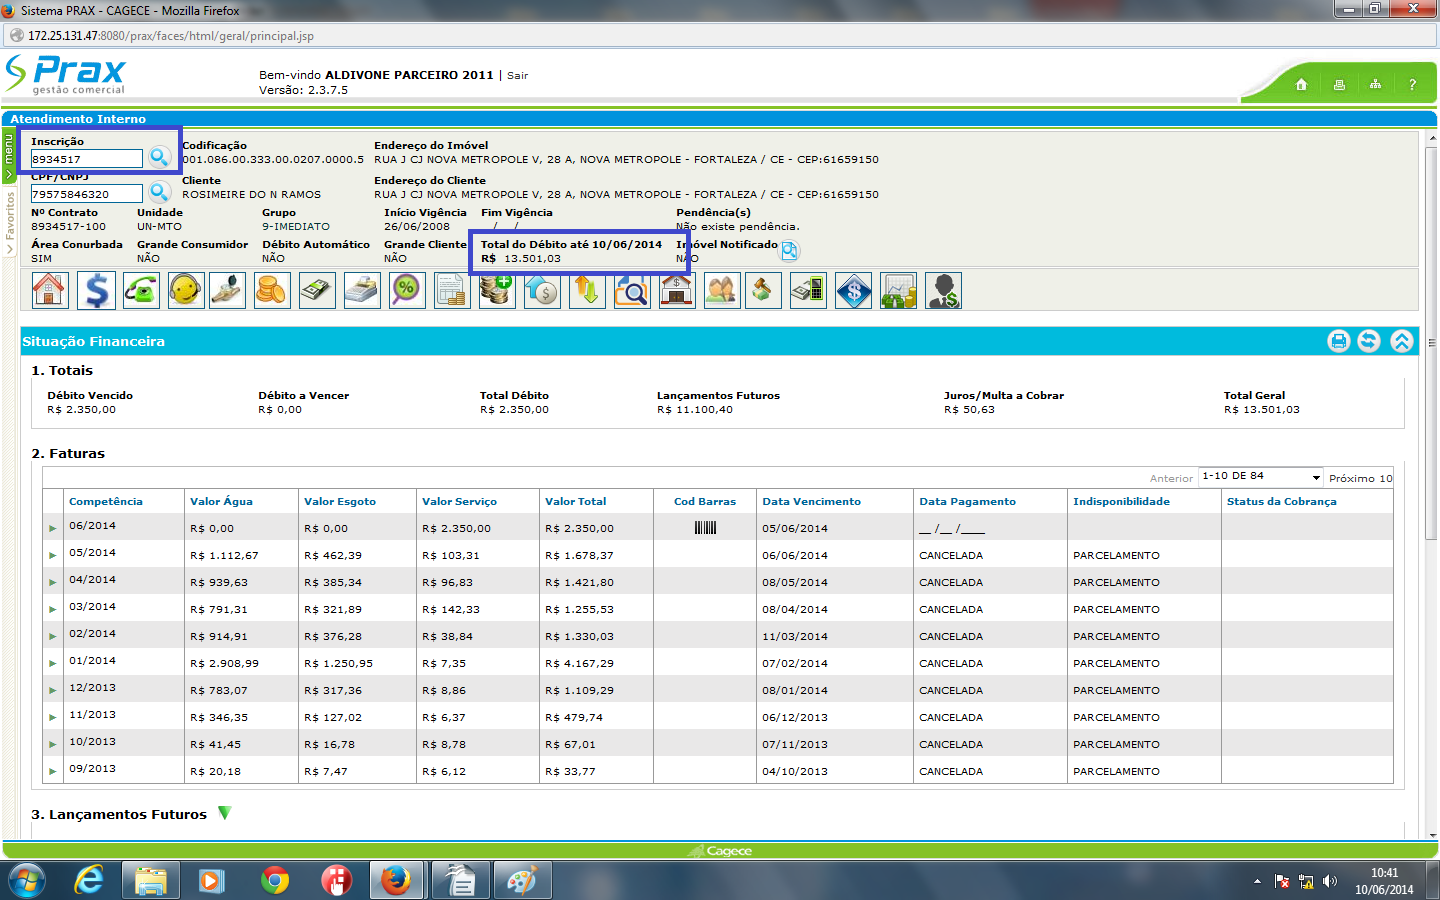 Sistema PRAX - CAGECE - Mozilla Firefox
172.25.131.47:8080/prax/faces/html/geral/principal.jsp
Prax
gestão comercial
Bem-vindo ALDIVONE PARCEIRO 2011 | Sair
Versão: 2.3.7.5
?
Atendimento Interno
menu
Favoritos
Inscrição Codificação Endereço do Imóvel
8934517 001.086.00.333.00.0207.0000.5 RUA J CJ NOVA METROPOLE V, 28 A, NOVA METROPOLE - FORTALEZA / CE - CEP:61659150
CPF/CNPJ Cliente Endereço do Cliente
79575846320 ROSIMEIRE DO N RAMOS RUA J CJ NOVA METROPOLE V, 28 A, NOVA METROPOLE - FORTALEZA / CE - CEP:61659150
Nº Contrato Unidade Grupo Início Vigência Fim Vigência Pendência(s)
8934517-100 UN-MTO 9-IMEDIATO 26/06/2008 __/__/____ Não existe pendência.
Área Conurbada Grande Consumidor Débito Automático Grande Cliente Total do Débito até 10/06/2014 Imóvel Notificado
SIM NÃO NÃO NÃO R$ 13.501,03 NÃO
Situação Financeira
1. Totais
Débito Vencido Débito a Vencer Total Débito Lançamentos Futuros Juros/Multa a Cobrar Total Geral
R$ 2.350,00 R$ 0,00 R$ 2.350,00 R$ 11.100,40 R$ 50,63 R$ 13.501,03
2. Faturas
Anterior 1-10 DE 84 Próximo 10
Competência Valor Água Valor Esgoto Valor Serviço Valor Total Cod Barras Data Vencimento Data Pagamento Indisponibilidade Status da Cobrança
06/2014 R$ 0,00 R$ 0,00 R$ 2.350,00 R$ 2.350,00 05/06/2014 __ /__ /____
05/2014 R$ 1.112,67 R$ 462,39 R$ 103,31 R$ 1.678,37 06/06/2014 CANCELADA PARCELAMENTO
04/2014 R$ 939,63 R$ 385,34 R$ 96,83 R$ 1.421,80 08/05/2014 CANCELADA PARCELAMENTO
03/2014 R$ 791,31 R$ 321,89 R$ 142,33 R$ 1.255,53 08/04/2014 CANCELADA PARCELAMENTO
02/2014 R$ 914,91 R$ 376,28 R$ 38,84 R$ 1.330,03 11/03/2014 CANCELADA PARCELAMENTO
01/2014 R$ 2.908,99 R$ 1.250,95 R$ 7,35 R$ 4.167,29 07/02/2014 CANCELADA PARCELAMENTO
12/2013 R$ 783,07 R$ 317,36 R$ 8,86 R$ 1.109,29 08/01/2014 CANCELADA PARCELAMENTO
11/2013 R$ 346,35 R$ 127,02 R$ 6,37 R$ 479,74 06/12/2013 CANCELADA PARCELAMENTO
10/2013 R$ 41,45 R$ 16,78 R$ 8,78 R$ 67,01 07/11/2013 CANCELADA PARCELAMENTO
09/2013 R$ 20,18 R$ 7,47 R$ 6,12 R$ 33,77 04/10/2013 CANCELADA PARCELAMENTO
3. Lançamentos Futuros
Cagece
10:41
10/06/2014